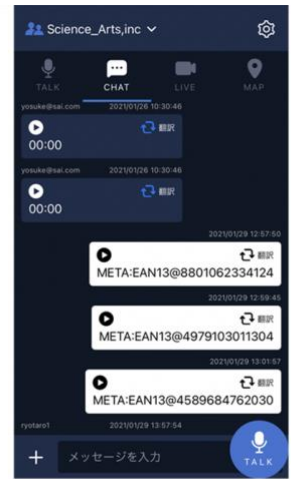 Science_Arts,inc
TALK CHAT LIVE MAP
yosuke@sai.com 2021/01/26 10:30:46
翻訳
00:00
yosuke@sai.com 2021/01/26 10:30:46
翻訳
00:00
2021/01/29 12:57:50
翻訳
META:EAN13@8801062334124
2021/01/29 12:59:45
翻訳
META:EAN13@4979103011304
2021/01/29 13:01:57
翻訳
META:EAN13@4589684762030
ryotaro1 2021/01/29 13:57:54
メッセージを入力
TALK